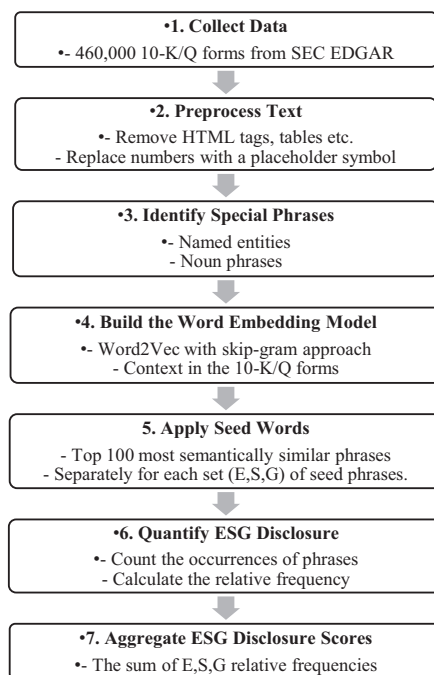 •1. Collect Data
•- 460,000 10-K/Q forms from SEC EDGAR
•2. Preprocess Text
•- Remove HTML tags, tables etc.
- Replace numbers with a placeholder symbol
•3. Identify Special Phrases
•- Named entities
- Noun phrases
•4. Build the Word Embedding Model
•- Word2Vec with skip-gram approach
- Context in the 10-K/Q forms
5. Apply Seed Words
- Top 100 most semantically similar phrases
- Separately for each set (E,S,G) of seed phrases.
•6. Quantify ESG Disclosure
•- Count the occurrences of phrases
- Calculate the relative frequency
•7. Aggregate ESG Disclosure Scores
•- The sum of E,S,G relative frequencies